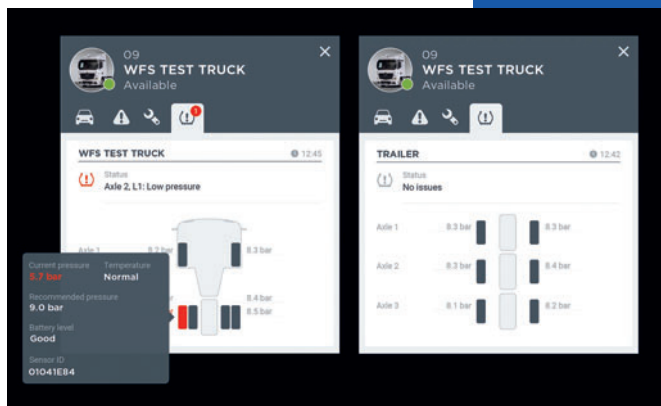 09
WFS TEST TRUCK
Available
1
WFS TEST TRUCK
12:45
Status
Axle 2, L1: Low pressure
Axle 1
8.2 bar
8.3 bar
8.4 bar
8.5 bar
Current pressure Temperature
5.7 bar Normal
Recommended pressure
9.0 bar
Battery level
Good
Sensor ID
01041E84
09
WFS TEST TRUCK
Available
TRAILER
12:42
Status
No issues
Axle 1 8.3 bar 8.3 bar
Axle 2 8.3 bar 8.4 bar
Axle 3 8.1 bar 8.2 bar